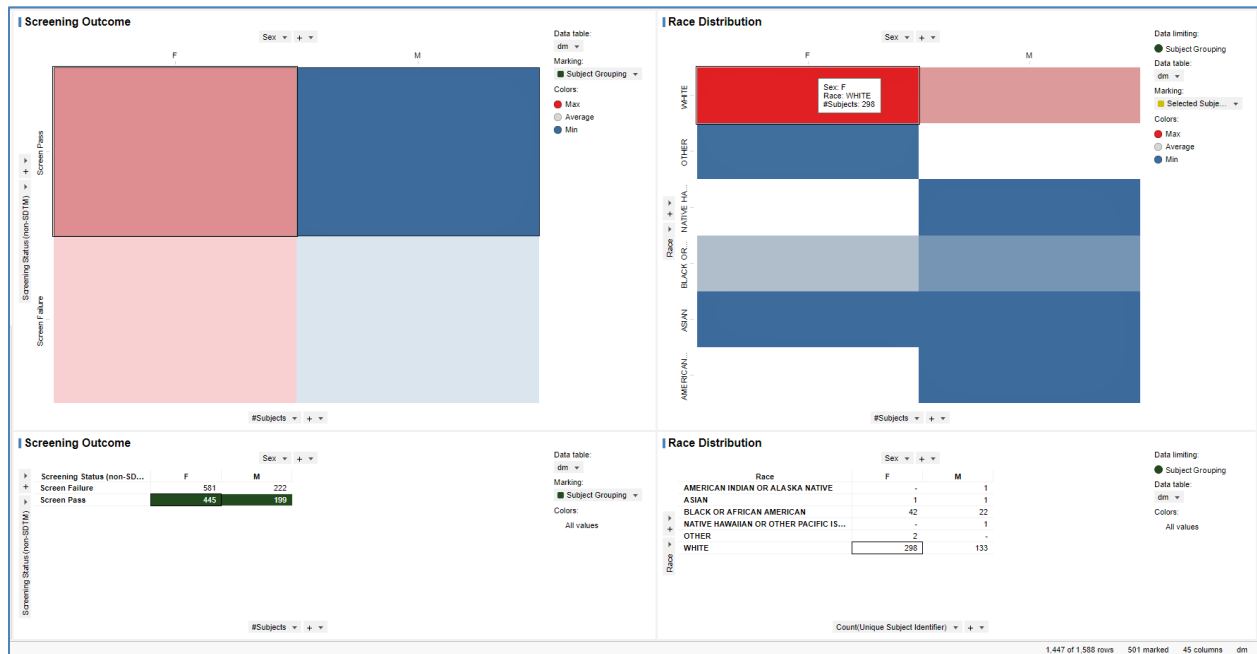 Screening Outcome
Sex
+
F
M
Screening Status (non-SDTM)
+
Screen Pass
Screen Failure
#Subjects
+
Data table:
dm
Marking:
Subject Grouping
Colors:
Max
Average
Min
Race Distribution
Sex
+
F
M
Race
+
WHITE
OTHER
NATIVE HA...
BLACK OR...
ASIAN
AMERICAN...
Sex: F
Race: WHITE
#Subjects: 298
#Subjects
+
Data limiting:
Subject Grouping
Data table:
dm
Marking:
Selected Subje...
Colors:
Max
Average
Min
Screening Outcome
Sex
+
Screening Status (non-SDTM)
+
Screening Status (non-SD... F M
Screen Failure 581 222
Screen Pass 445 199
#Subjects
+
Data table:
dm
Marking:
Subject Grouping
Colors:
All values
Race Distribution
Sex
+
Race
+
Race F M
AMERICAN INDIAN OR ALASKA NATIVE - 1
ASIAN 1 1
BLACK OR AFRICAN AMERICAN 42 22
NATIVE HAWAIIAN OR OTHER PACIFIC IS... - 1
OTHER 2 -
WHITE 298 133
Count(Unique Subject Identifier)
+
Data limiting:
Subject Grouping
Data table:
dm
Colors:
All values
1,447 of 1,588 rows 501 marked 45 columns dm